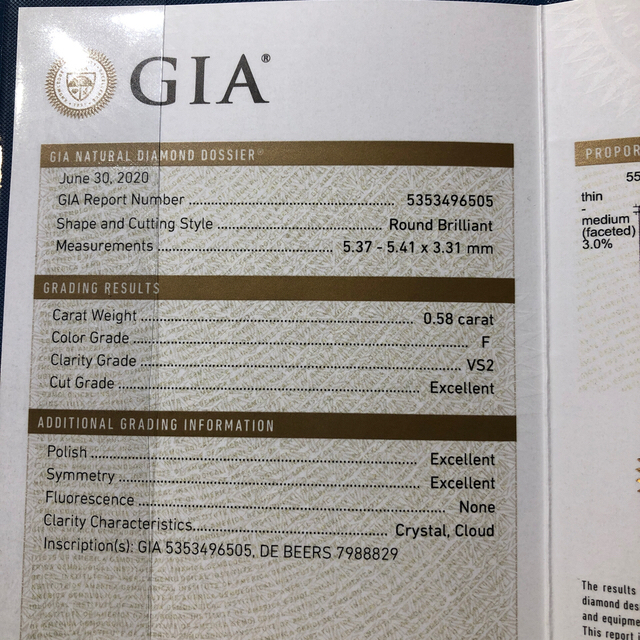 GIA®
GIA NATURAL DIAMOND DOSSIER®
June 30, 2020
GIA Report Number 5353496505
Shape and Cutting Style Round Brilliant
Measurements 5.37 - 5.41 x 3.31 mm
GRADING RESULTS
Carat Weight 0.58 carat
Color Grade F
Clarity Grade VS2
Cut Grade Excellent
ADDITIONAL GRADING INFORMATION
Polish Excellent
Symmetry Excellent
Fluorescence None
Clarity Characteristics Crystal, Cloud
Inscription(s): GIA 5353496505, DE BEERS 7988829
PROPOR
55
thin
medium
(faceted)
3.0%
The results
diamond des
and equipm
This report